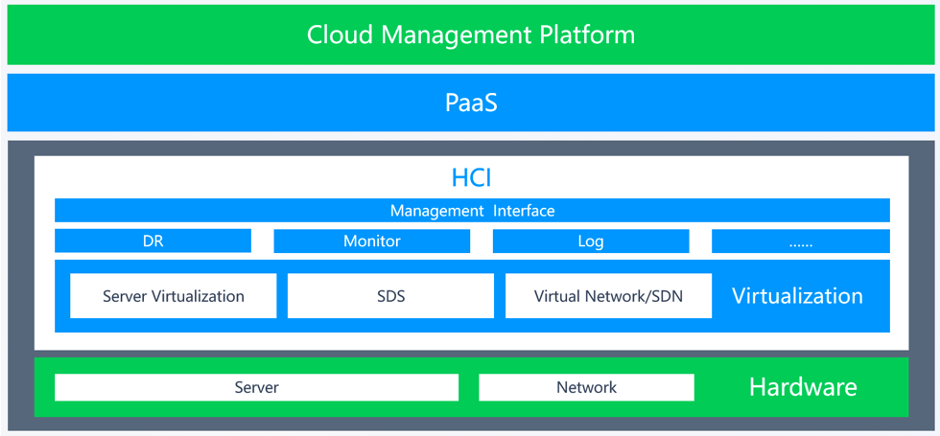 Cloud Management Platform
PaaS
HCI
Management Interface
DR
Monitor
Log
......
Server Virtualization
SDS
Virtual Network/SDN
Virtualization
Server
Network
Hardware